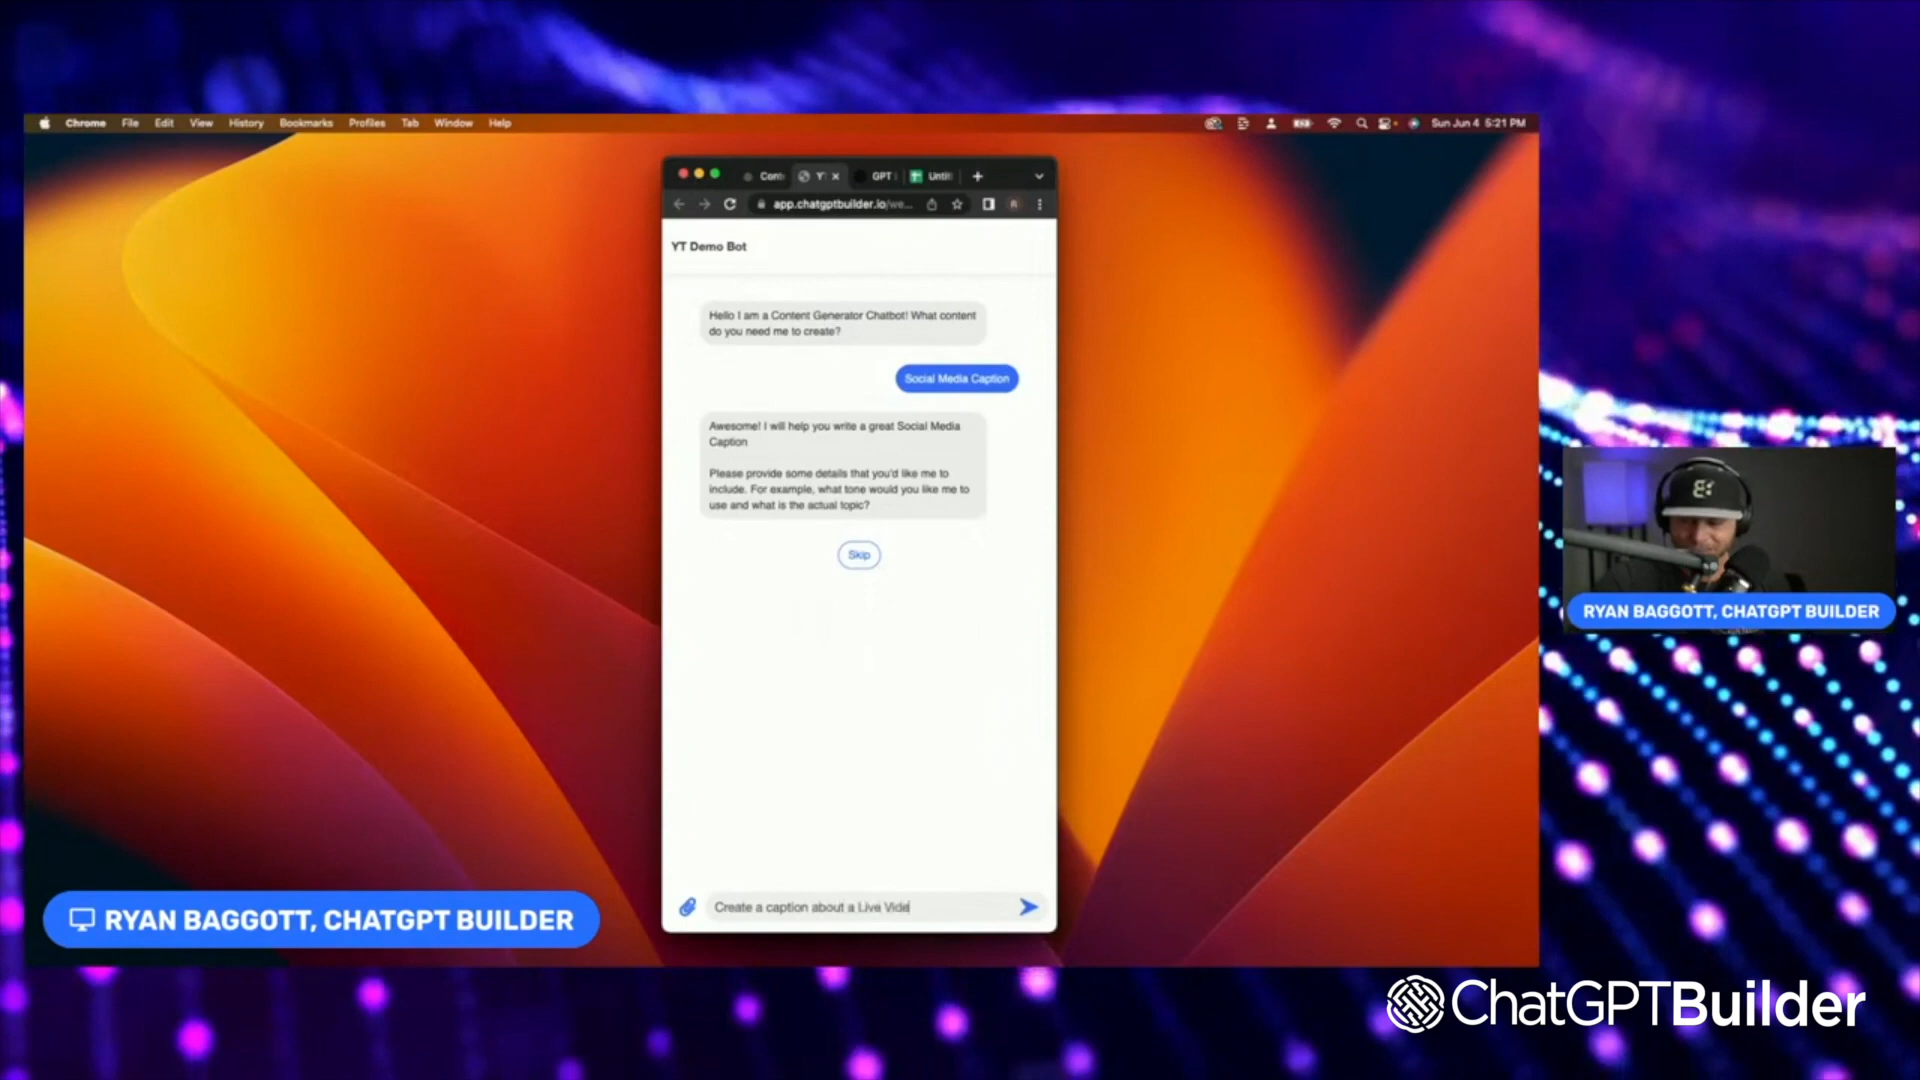 Chrome File Edit View History Bookmarks Profiles Tab Window Help
Sun Jun 4 5:21 PM
Cont
Y
GPT
Untit
app.chatgptbuilder.io/we...
YT Demo Bot
Hello I am a Content Generator Chatbot! What content
do you need me to create?
Social Media Caption
Awesome! I will help you write a great Social Media
Caption
Please provide some details that you'd like me to
include. For example, what tone would you like me to
use and what is the actual topic?
Skip
Create a caption about a Live Vide
RYAN BAGGOTT, CHATGPT BUILDER
RYAN BAGGOTT, CHATGPT BUILDER
ChatGPTBuilder